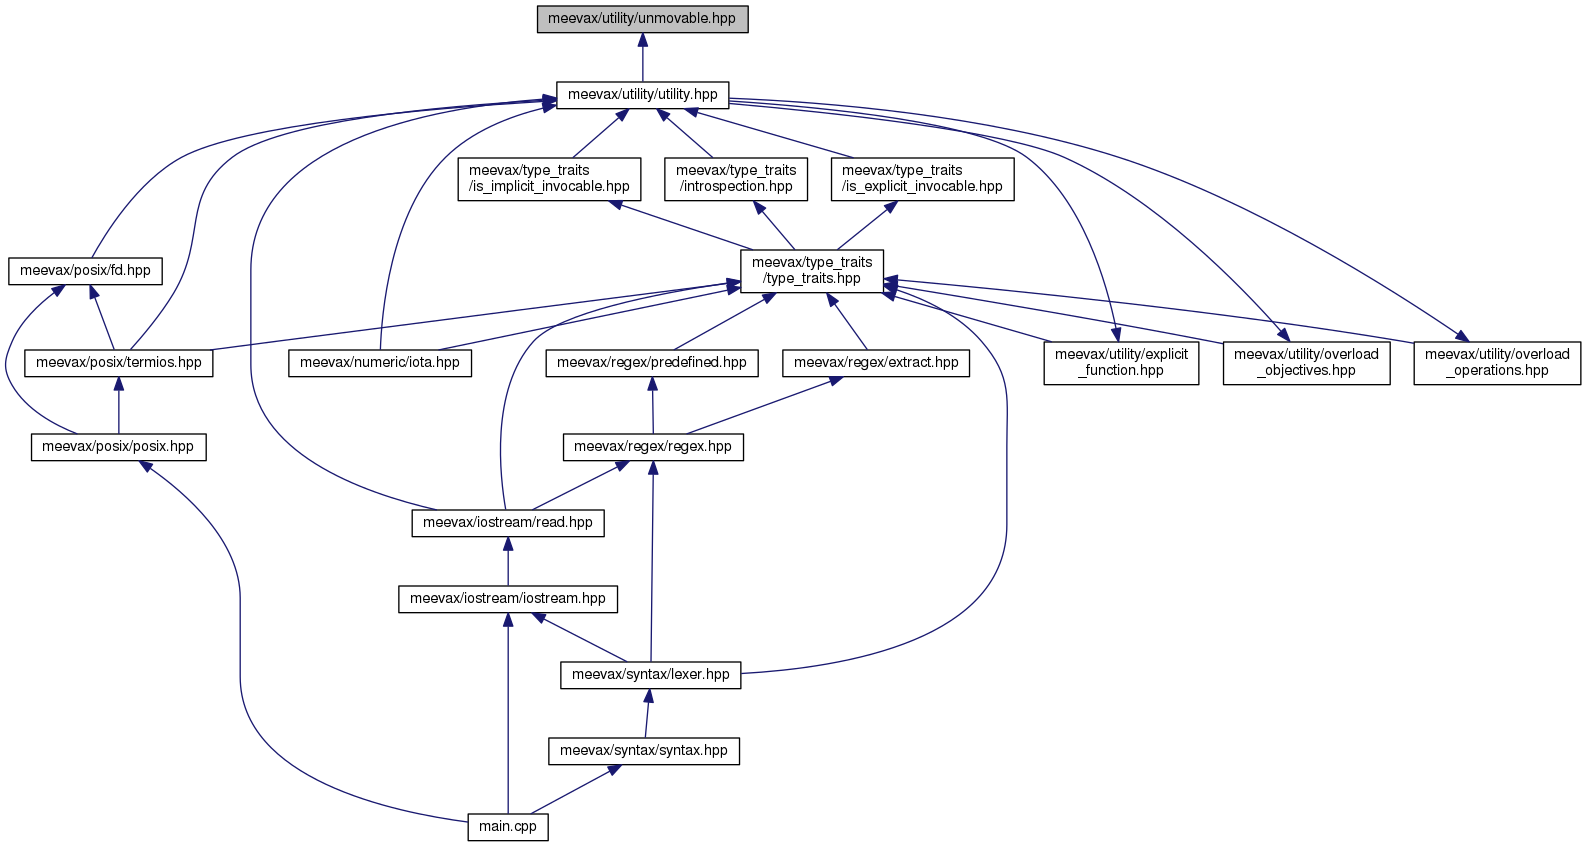 meevax/utility/unmovable.hpp
meevax/utility/utility.hpp
meevax/type_traits
/is_implicit_invocable.hpp
meevax/type_traits
/introspection.hpp
meevax/type_traits
/is_explicit_invocable.hpp
meevax/posix/fd.hpp
meevax/type_traits
/type_traits.hpp
meevax/posix/termios.hpp
meevax/numeric/iota.hpp
meevax/regex/predefined.hpp
meevax/regex/extract.hpp
meevax/utility/explicit
_function.hpp
meevax/utility/overload
_objectives.hpp
meevax/utility/overload
_operations.hpp
meevax/posix/posix.hpp
meevax/regex/regex.hpp
meevax/iostream/read.hpp
meevax/iostream/iostream.hpp
meevax/syntax/lexer.hpp
meevax/syntax/syntax.hpp
main.cpp